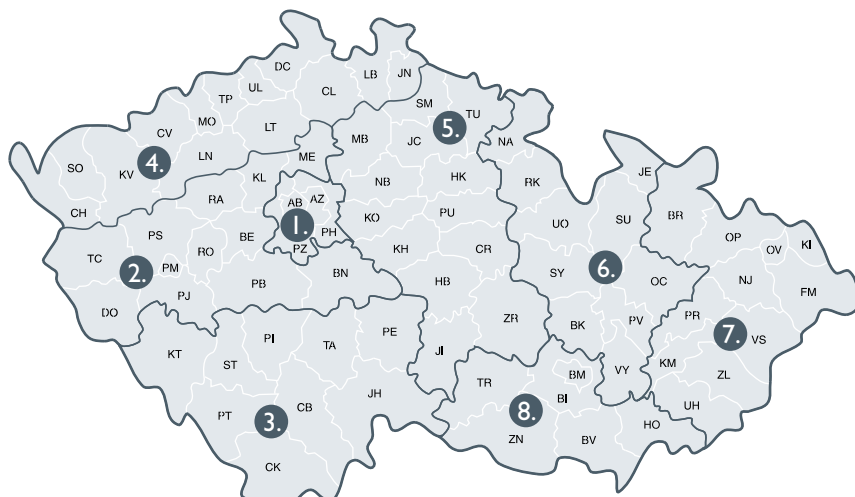 DC
LB
JN
UL
CL
TP
SM
TU
MO
LT
CV
5.
MB
JC
NA
LN
ME
4.
SO
KV
KL
HK
RK
JE
NB
RA
AB
AZ
CH
KO
PU
UO
SU
BR
1.
PH
PS
BE
OP
RO
PZ
KH
CR
OV
KI
TC
PM
2.
SY
6.
PB
BN
HB
OC
NJ
PJ
FM
DO
ZR
PR
BK
PV
7.
VS
KT
PI
TA
PE
ST
JI
KM
BM
VY
ZL
TR
JH
BI
CB
8.
UH
PT
3.
HO
ZN
BV
CK